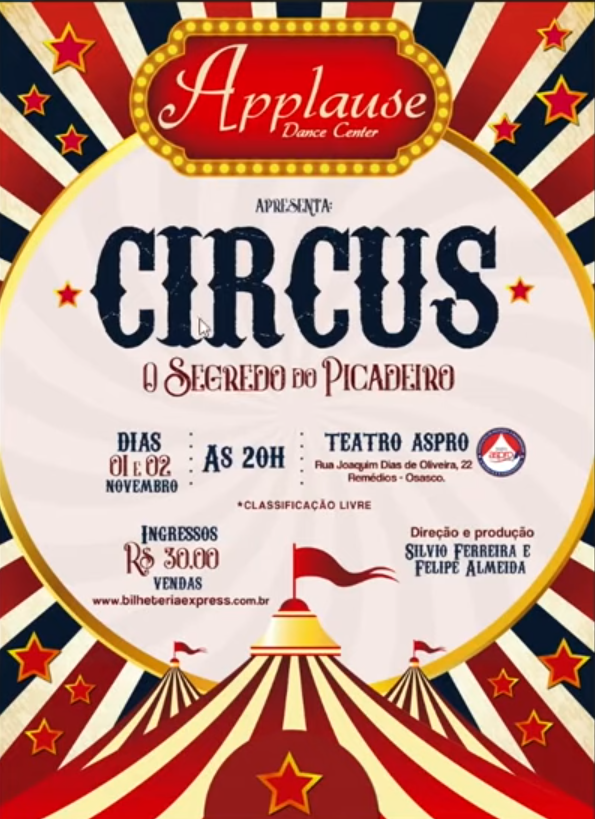 Applause
Dance Center
APRESENTA:
CIRCUS
O SEGREDO DO PICADEIRO
DIAS
01 E 02
NOVEMBRO
AS 20H
TEATRO ASPRO
Rua Joaquim Dias de Oliveira, 22
Remédios - Osasco.
aspro
*CLASSIFICAÇÃO LIVRE
INGRESSOS
R$ 30.00
VENDAS
www.bilheteriaexpress.com.br
Direção e produção
SILVIO FERREIRA E
FELIPE ALMEIDA